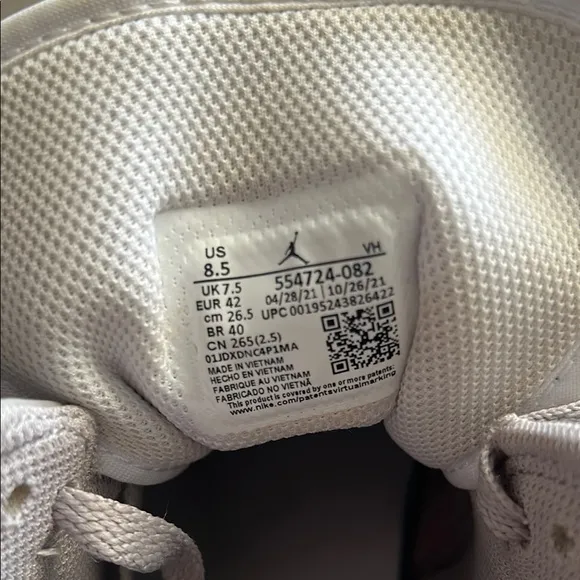 US
8.5
VH
UK 7.5
554724-082
EUR 42
04/28/21 | 10/26/21
cm 26.5
UPC 00195243826422
BR 40
CN 265(2.5)
01JDXDNC4P1MA
MADE IN VIETNAM
HECHO EN VIETNAM
FABRIQUE AU VIETNAM
FABRICADO NO VIETNÃ
This product is covered by one or more of
www.nike.com/patentsvirtualmarking